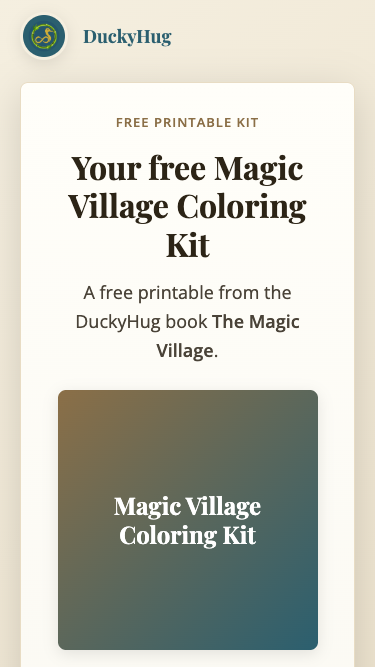 DuckyHug
FREE PRINTABLE KIT
Your free Magic
Village Coloring
Kit
A free printable from the
DuckyHug book The Magic
Village.
Magic Village
Coloring Kit